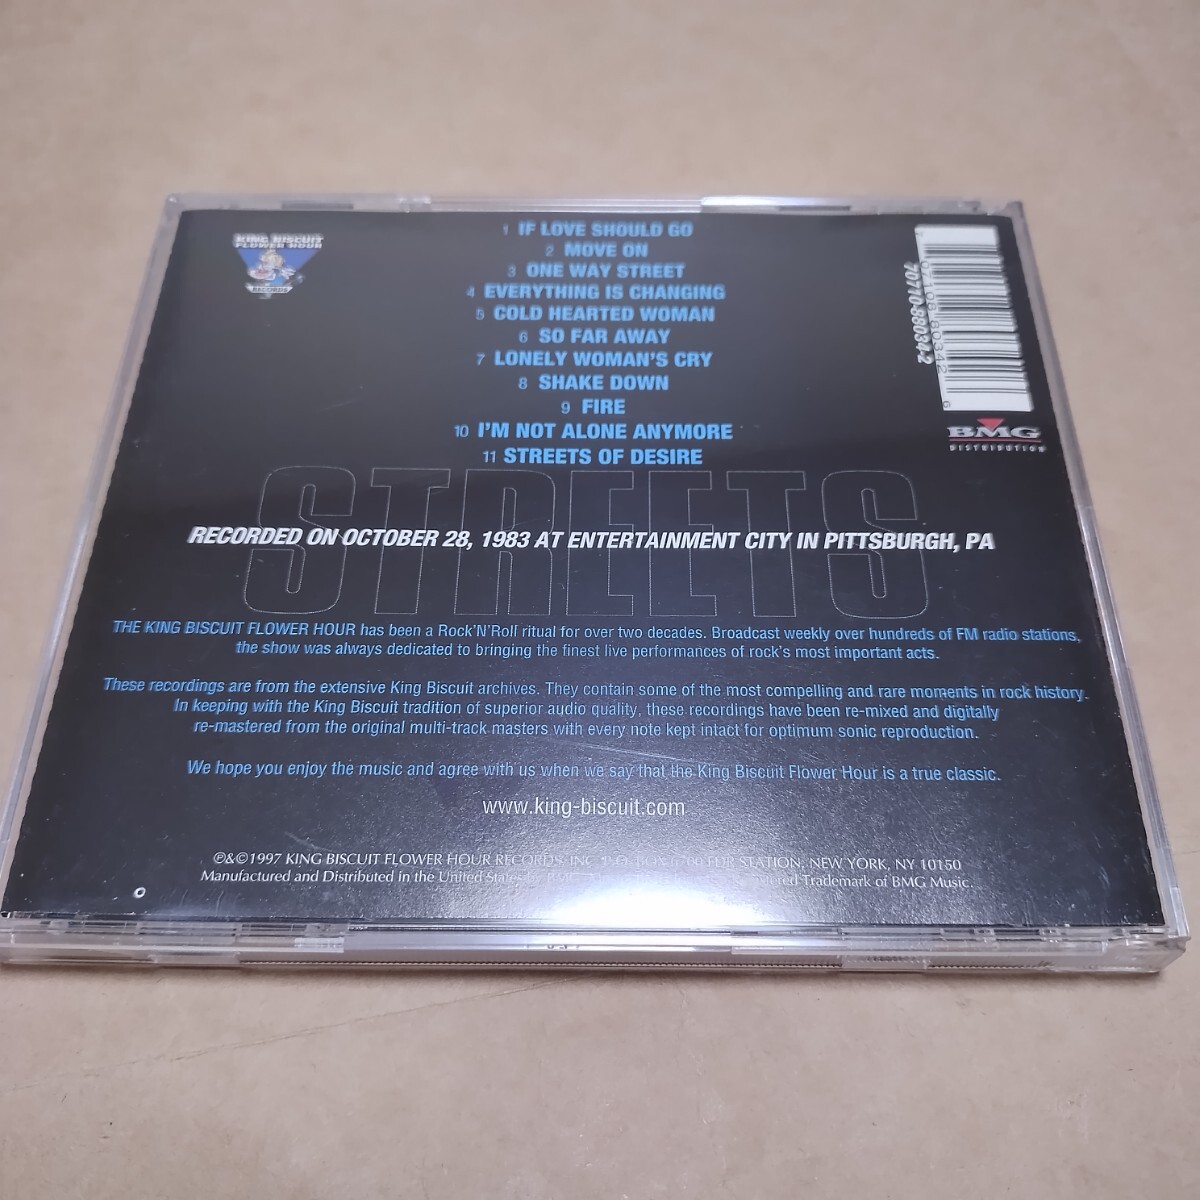 KING BISCUIT
FLOWER HOUR
RECORDS
1 IF LOVE SHOULD GO
2 MOVE ON
3 ONE WAY STREET
4 EVERYTHING IS CHANGING
5 COLD HEARTED WOMAN
6 SO FAR AWAY
7 LONELY WOMAN'S CRY
8 SHAKE DOWN
9 FIRE
10 I'M NOT ALONE ANYMORE
11 STREETS OF DESIRE
70710-88034-2
BMG
DISTRIBUTION
STREETS
RECORDED ON OCTOBER 28, 1983 AT ENTERTAINMENT CITY IN PITTSBURGH, PA
THE KING BISCUIT FLOWER HOUR has been a Rock'N'Roll ritual for over two decades. Broadcast weekly over hundreds of FM radio stations,
the show was always dedicated to bringing the finest live performances of rock's most important acts.
These recordings are from the extensive King Biscuit archives. They contain some of the most compelling and rare moments in rock history.
In keeping with the King Biscuit tradition of superior audio quality, these recordings have been re-mixed and digitally
re-mastered from the original multi-track masters with every note kept intact for optimum sonic reproduction.
We hope you enjoy the music and agree with us when we say that the King Biscuit Flower Hour is a true classic.
www.king-biscuit.com
℗&©1997 KING BISCUIT FLOWER HOUR RECORDS INC. P.O. BOX FDR STATION, NEW YORK, NY 10150
Manufactured and Distributed in the United States Trademark of BMG Music.